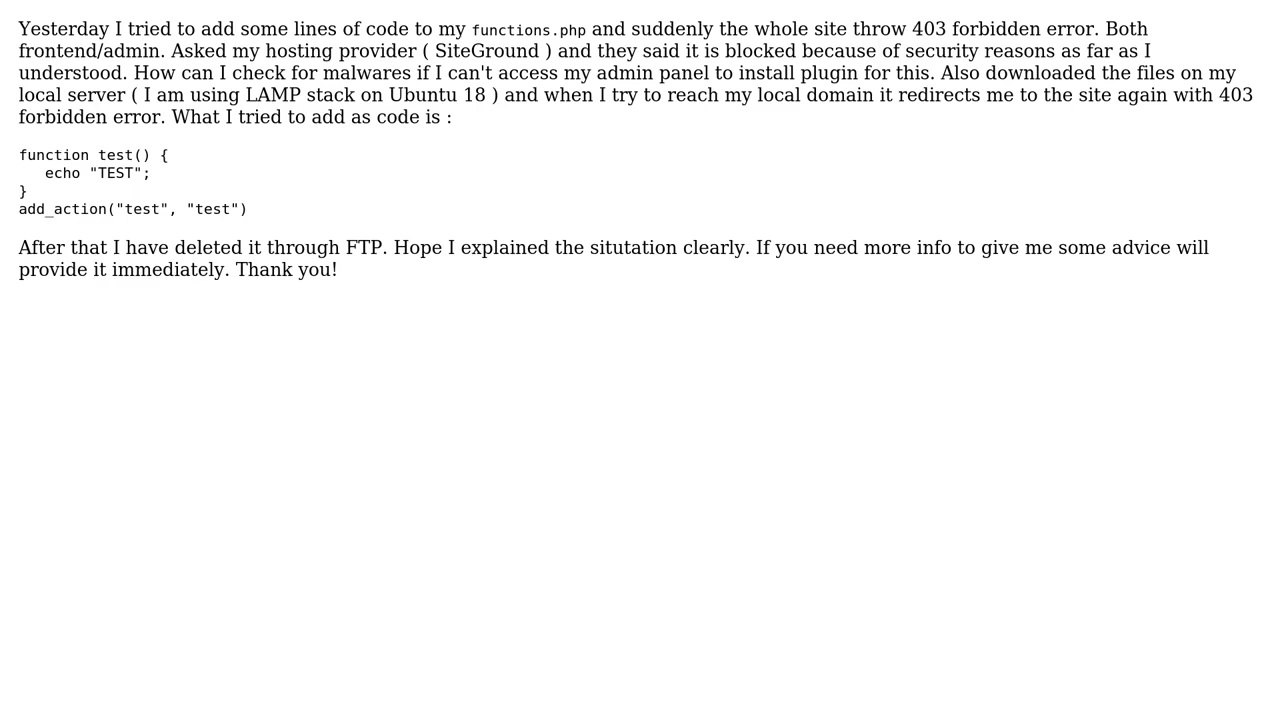 Yesterday I tried to add some lines of code to my functions.php and suddenly the whole site throw 403 forbidden error. Both
frontend/admin. Asked my hosting provider ( SiteGround ) and they said it is blocked because of security reasons as far as I
understood. How can I check for malwares if I can't access my admin panel to install plugin for this. Also downloaded the files on my
local server ( I am using LAMP stack on Ubuntu 18 ) and when I try to reach my local domain it redirects me to the site again with 403
forbidden error. What I tried to add as code is :
function test() {
   echo "TEST";
}
add_action("test", "test")
After that I have deleted it through FTP. Hope I explained the situtation clearly. If you need more info to give me some advice will
provide it immediately. Thank you!